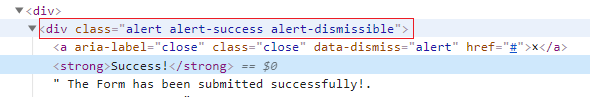 ▼<div>
▼<div class="alert alert-success alert-dismissible">
<a aria-label="close" class="close" data-dismiss="alert" href="#">x</a>
<strong>Success!</strong> == $0
" The Form has been submitted successfully!.